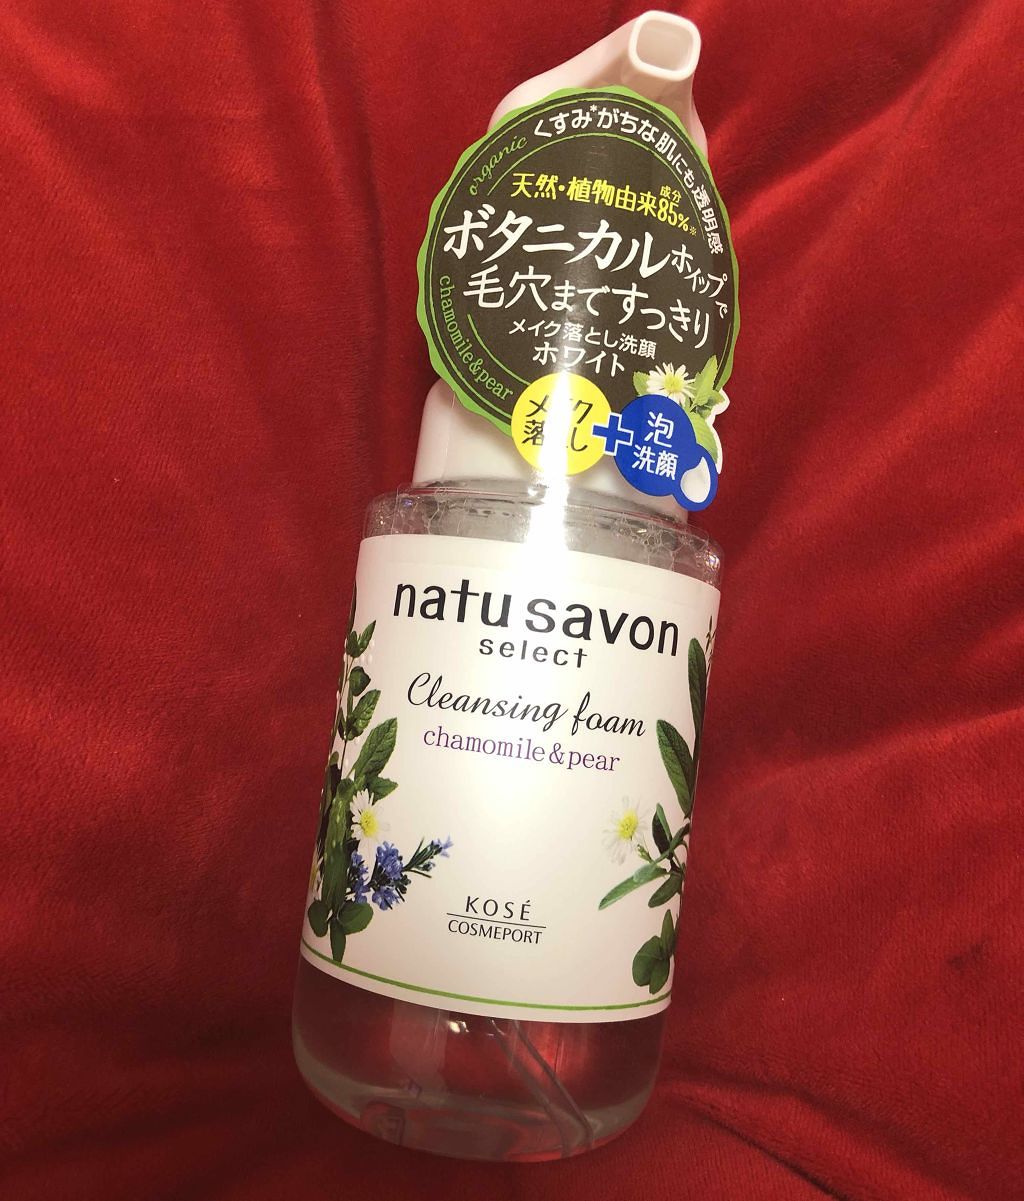 くすみ*がちな肌にも透明感
organic
天然・植物由来成分85%※
ボタニカルホイップで
毛穴まですっきり
メイク落とし洗顔
ホワイト
chamomile&pear
メイク
落とし
+
泡
洗顔
natu savon
select
Cleansing foam
chamomile&pear
KOSÉ
COSMEPORT